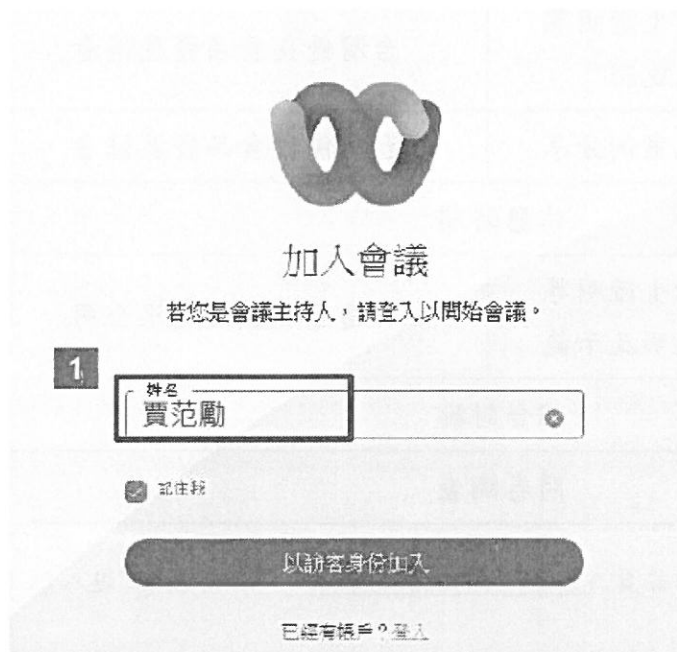 加入會議
若您是會議主持人，請登入以開始會議。
1
姓名
賈范勵
記住我
以訪客身份加入
已經有帳戶？登入